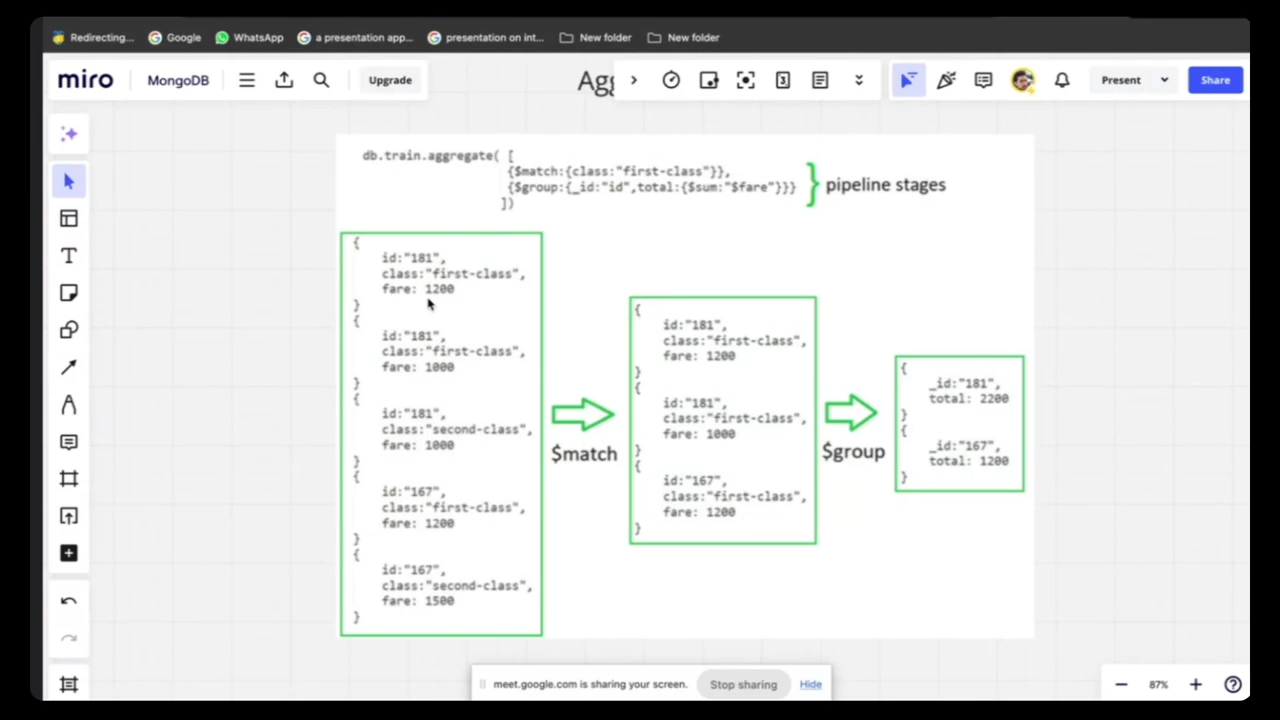 Redirecting...
Google
WhatsApp
a presentation app...
presentation on int...
New folder
New folder
miro
MongoDB
Upgrade
3
Present
Share
db.train.aggregate( [
{$match:{class:"first-class"}},
{$group:{_id:"id",total:{$sum:"$fare"}}}
])
pipeline stages
{
id:"181",
class:"first-class",
fare: 1200
}
{
id:"181",
class:"first-class",
fare: 1000
}
{
id:"181",
class:"second-class",
fare: 1000
}
{
id:"167",
class:"first-class",
fare: 1200
}
{
id:"167",
class:"second-class",
fare: 1500
}
$match
{
id:"181",
class:"first-class",
fare: 1200
}
{
id:"181",
class:"first-class",
fare: 1000
}
{
id:"167",
class:"first-class",
fare: 1200
}
$group
{
_id:"181",
total: 2200
}
{
_id:"167",
total: 1200
}
meet.google.com is sharing your screen.
Stop sharing
Hide
87%